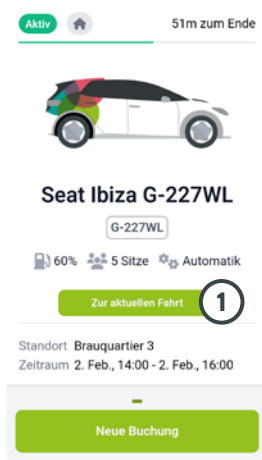 Aktiv 51m zum Ende
Seat Ibiza G-227WL
G-227WL
60% 5 Sitze Automatik
Zur aktuellen Fahrt 1
Standort Brauquartier 3
Zeitraum 2. Feb., 14:00 - 2. Feb., 16:00
Neue Buchung